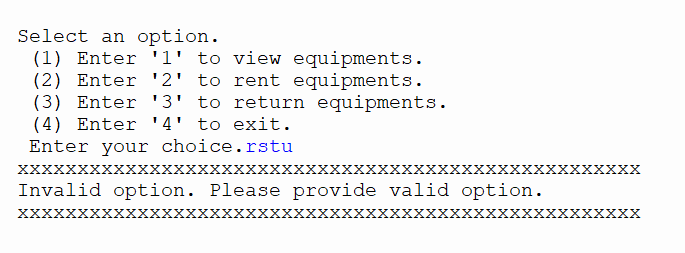 Select an option.
(1) Enter '1' to view equipments.
(2) Enter '2' to rent equipments.
(3) Enter '3' to return equipments.
(4) Enter '4' to exit.
Enter your choice.rstu
xxxxxxxxxxxxxxxxxxxxxxxxxxxxxxxxxxxxxxxxxxxxxxxxxxxx
Invalid option. Please provide valid option.
xxxxxxxxxxxxxxxxxxxxxxxxxxxxxxxxxxxxxxxxxxxxxxxxxxxx